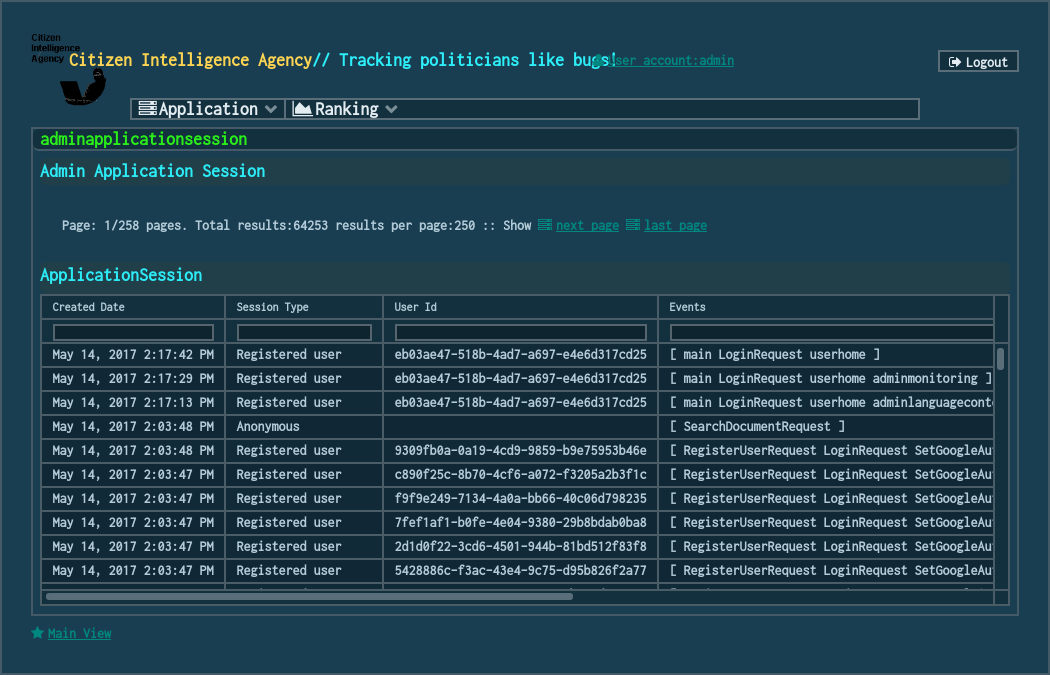 Citizen
Intelligence
Agency
Citizen Intelligence Agency// Tracking politicians like bugs!
User account:admin
Logout
Application
Ranking
adminapplicationsession
Admin Application Session
Page: 1/258 pages. Total results:64253 results per page:250 :: Show next page last page
ApplicationSession
Created Date Session Type User Id Events
May 14, 2017 2:17:42 PM Registered user eb03ae47-518b-4ad7-a697-e4e6d317cd25 [ main LoginRequest userhome ]
May 14, 2017 2:17:29 PM Registered user eb03ae47-518b-4ad7-a697-e4e6d317cd25 [ main LoginRequest userhome adminmonitoring ]
May 14, 2017 2:17:13 PM Registered user eb03ae47-518b-4ad7-a697-e4e6d317cd25 [ main LoginRequest userhome adminlanguageconte
May 14, 2017 2:03:48 PM Anonymous [ SearchDocumentRequest ]
May 14, 2017 2:03:48 PM Registered user 9309fb0a-0a19-4cd9-9859-b9e75953b46e [ RegisterUserRequest LoginRequest SetGoogleAu
May 14, 2017 2:03:47 PM Registered user c890f25c-8b70-4cf6-a072-f3205a2b3f1c [ RegisterUserRequest LoginRequest SetGoogleAu
May 14, 2017 2:03:47 PM Registered user f9f9e249-7134-4a0a-bb66-40c06d798235 [ RegisterUserRequest LoginRequest SetGoogleAu
May 14, 2017 2:03:47 PM Registered user 7fef1af1-b0fe-4e04-9380-29b8bdab0ba8 [ RegisterUserRequest LoginRequest SetGoogleAu
May 14, 2017 2:03:47 PM Registered user 2d1d0f22-3cd6-4501-944b-81bd512f83f8 [ RegisterUserRequest LoginRequest SetGoogleAu
May 14, 2017 2:03:47 PM Registered user 5428886c-f3ac-43e4-9c75-d95b826f2a77 [ RegisterUserRequest LoginRequest SetGoogleAu
Main View